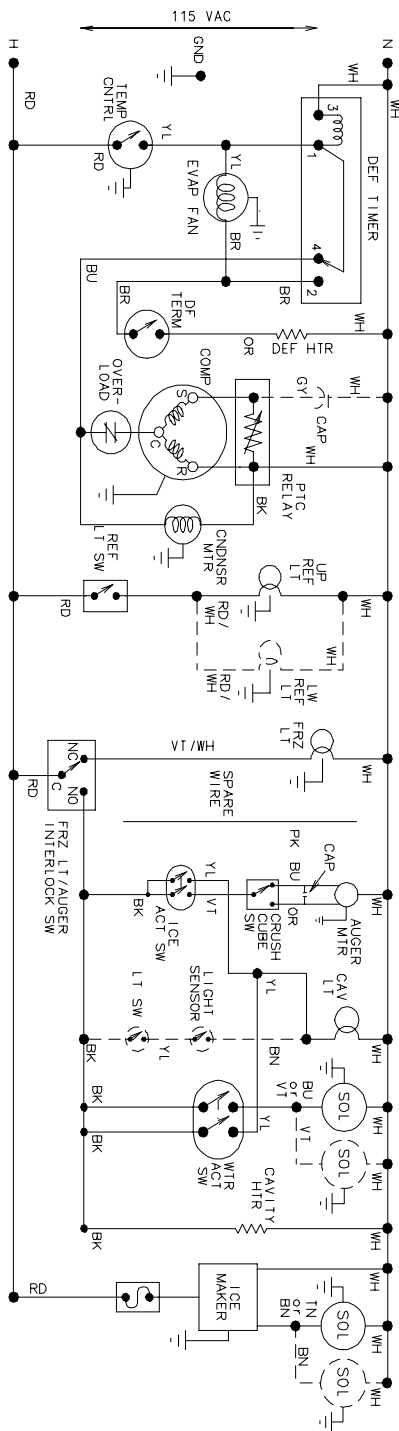 115 VAC
H
GND
N
RD
WH
WH
TEMP
CNTRL
YL
RD
3
1
DEF TIMER
YL
EVAP FAN
BR
4
2
BU
BR
BR
DF
TERM
OR
DEF HTR
WH
OVER-
LOAD
COMP
S
C
R
GY
CAP
WH
WH
PTC
RELAY
BK
CNDNSR
MTR
REF
LT SW
RD
RD/
WH
UP
REF
LT
WH
RD/
WH
LW
REF
LT
WH
NC
NO
C
RD
FRZ LT/AUGER
INTERLOCK SW
VT/WH
FRZ
LT
WH
SPARE
WIRE
BK
YL
VT
ICE
ACT SW
PK
BU
OR
CAP
CRUSH
CUBE
SW
AUGER
MTR
WH
YL
BK
LT SW
YL
LIGHT
SENSOR
BN
CAV
LT
WH
BK
BK
WTR
ACT
SW
YL
BU
or
VT
VT
SOL
WH
SOL
WH
BK
CAVITY
HTR
WH
RD
ICE
MAKER
WH
TN
or
BN
BN
SOL
WH
SOL
WH